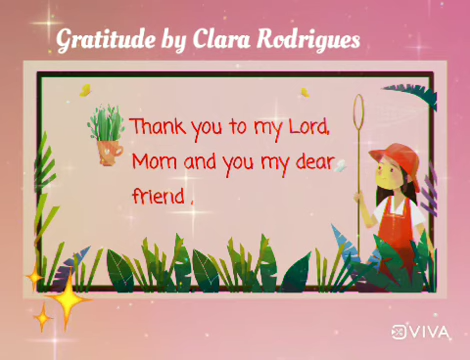 Gratitude by Clara Rodrigues
Thank you to my Lord,
Mom and you my dear
friend .
VIVA